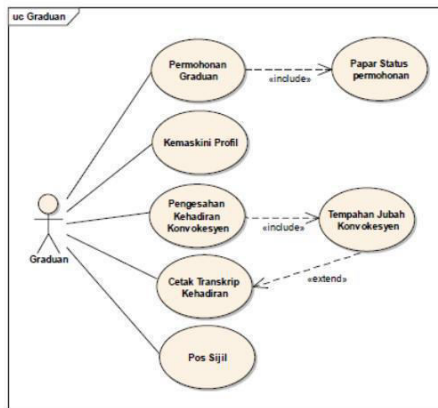 uc Graduan
Permohonan
Graduan
«include»
Papar Status
permohonan
Kemaskini Profil
Pengesahan
Kehadiran
Konvokesyen
«include»
Tempahan Jubah
Konvokesyen
Graduan
Cetak Transkrip
Kehadiran
«extend»
Pos Sijil